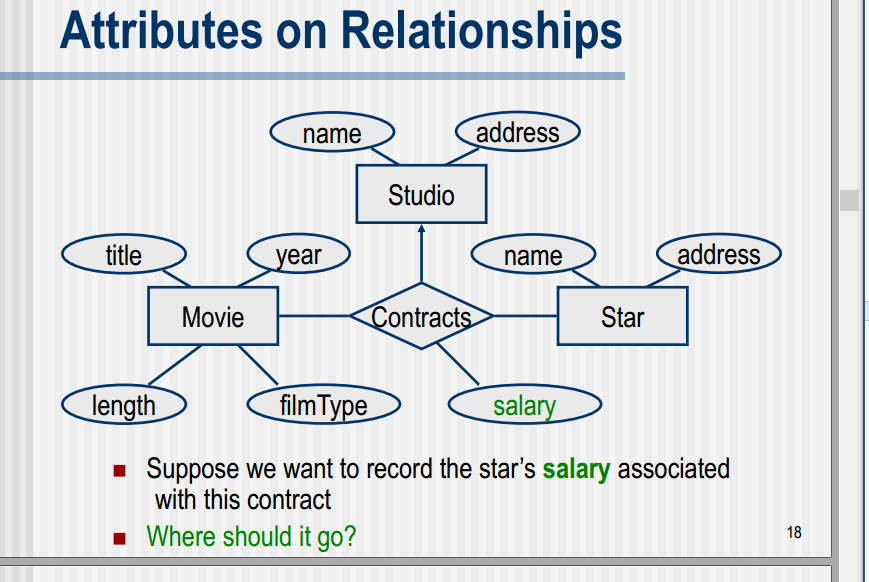 Attributes on Relationships
name
address
Studio
title
year
name
address
Movie
Contracts
Star
length
filmType
salary
Suppose we want to record the star’s salary associated
with this contract
Where should it go?
18